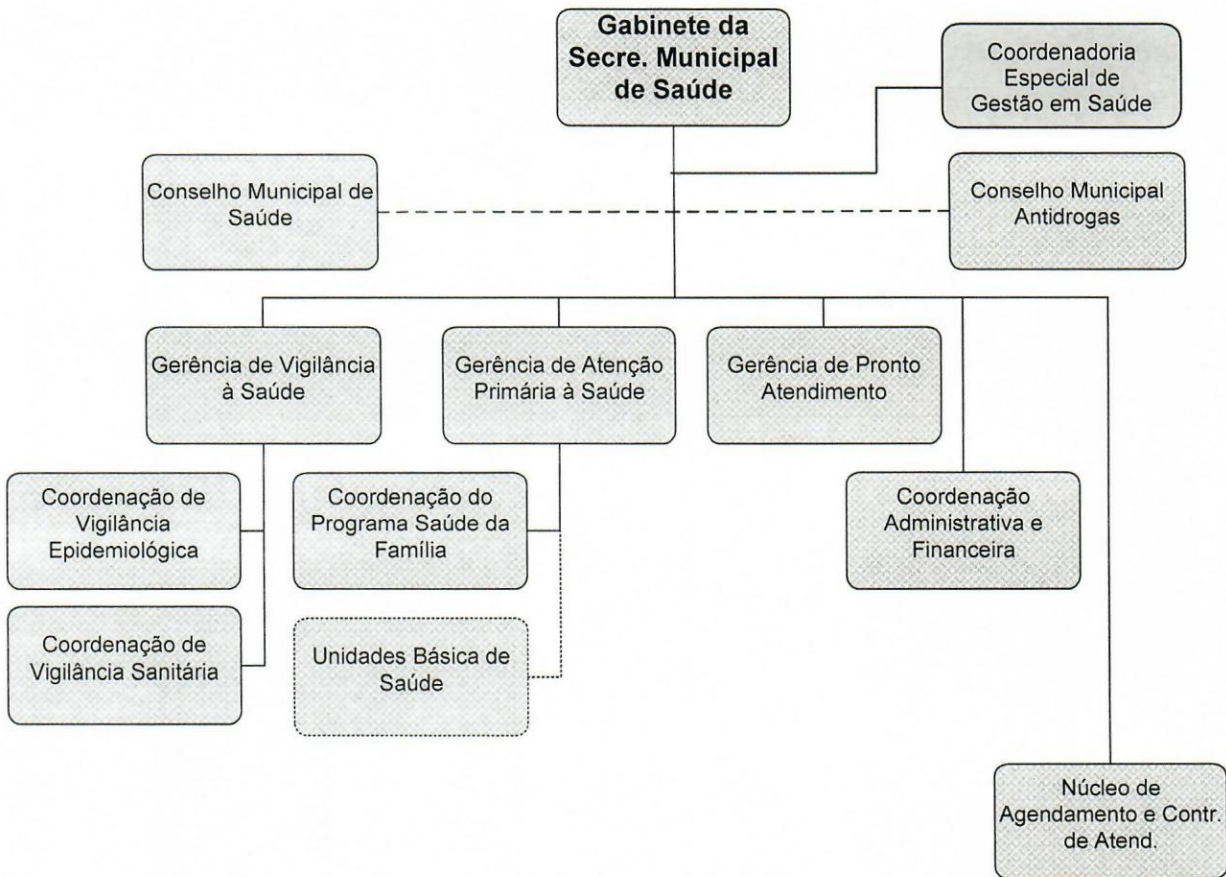 Gabinete da
Secre. Municipal
de Saúde
Coordenadoria
Especial de
Gestão em Saúde
Conselho Municipal de
Saúde
Conselho Municipal
Antidrogas
Gerência de Vigilância
à Saúde
Gerência de Atenção
Primária à Saúde
Gerência de Pronto
Atendimento
Coordenação de
Vigilância
Epidemiológica
Coordenação do
Programa Saúde da
Família
Coordenação
Administrativa e
Financeira
Coordenação de
Vigilância Sanitária
Unidades Básica de
Saúde
Núcleo de
Agendamento e Contr.
de Atend.